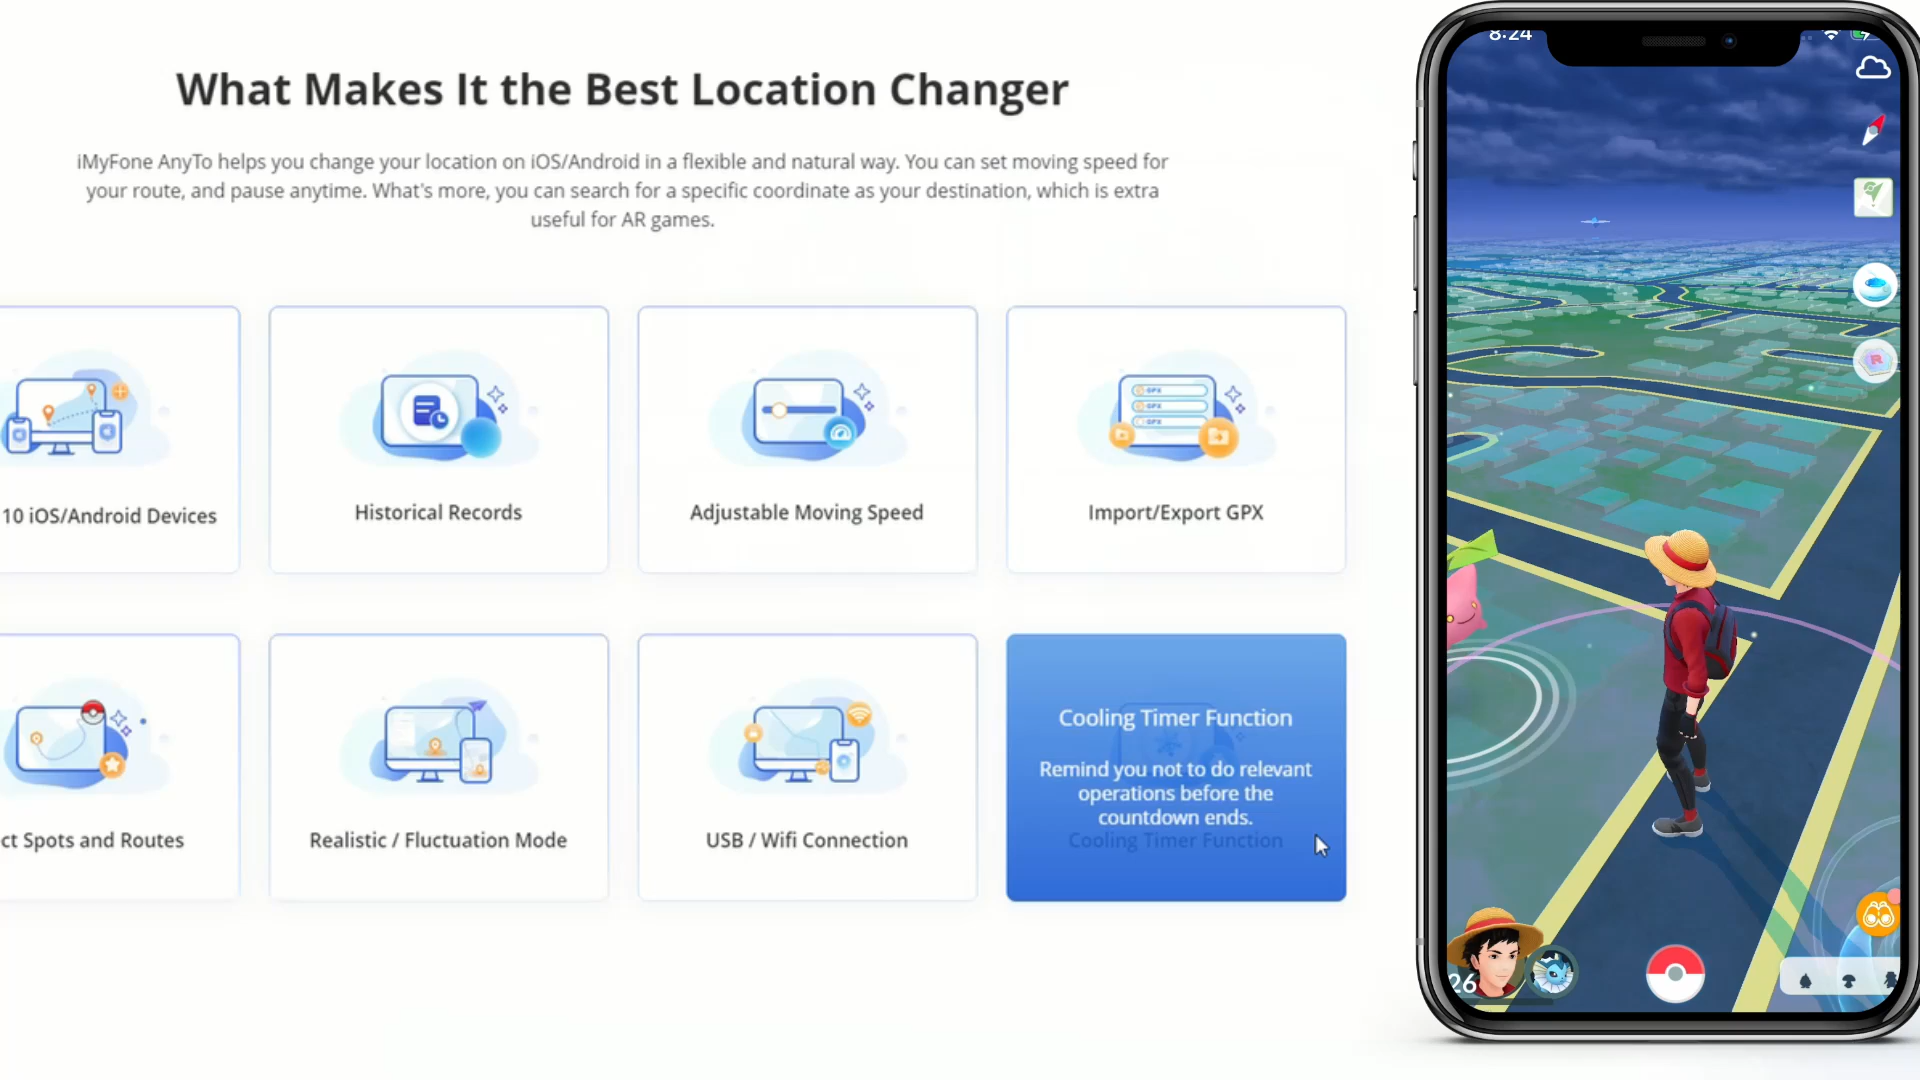 What Makes It the Best Location Changer
iMyFone AnyTo helps you change your location on iOS/Android in a flexible and natural way. You can set moving speed for
your route, and pause anytime. What's more, you can search for a specific coordinate as your destination, which is extra
useful for AR games.
10 iOS/Android Devices
Historical Records
Adjustable Moving Speed
GPX
GPX
GPX
Import/Export GPX
ct Spots and Routes
Realistic / Fluctuation Mode
USB / Wifi Connection
Cooling Timer Function
Remind you not to do relevant
operations before the
countdown ends.
Cooling Timer Function
8:24
R
26